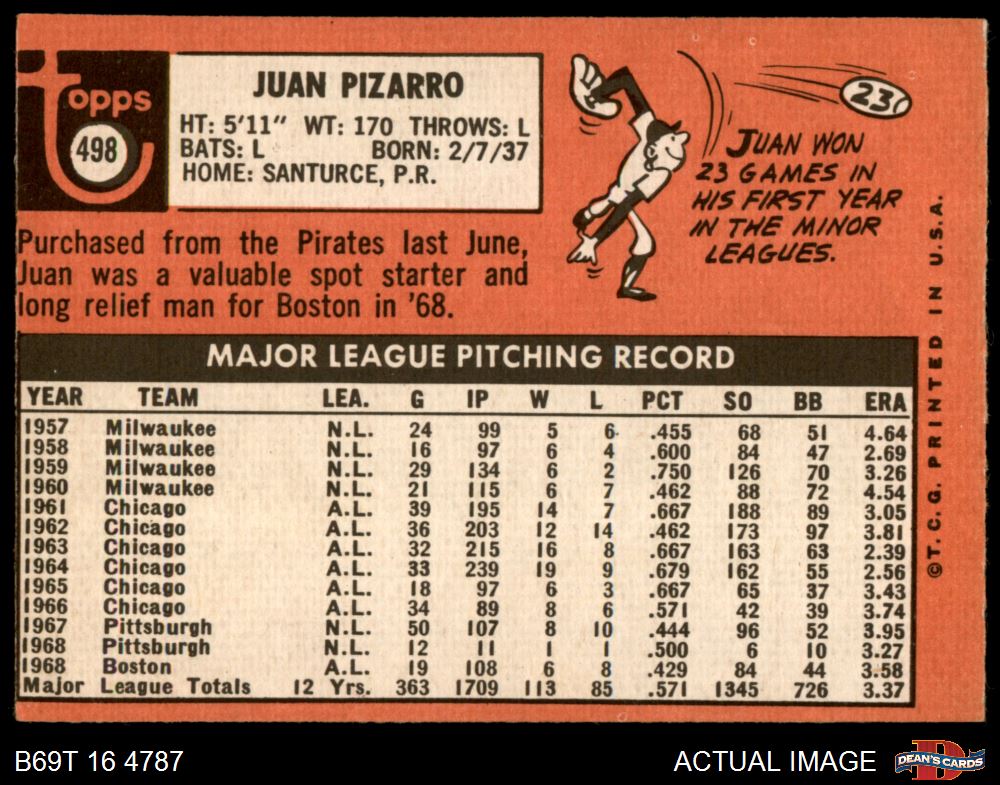 Topps
498
JUAN PIZARRO
HT: 5'11" WT: 170 THROWS: L
BATS: L BORN: 2/7/37
HOME: SANTURCE, P.R.
23
JUAN WON
23 GAMES IN
HIS FIRST YEAR
IN THE MINOR
LEAGUES.
Purchased from the Pirates last June,
Juan was a valuable spot starter and
long relief man for Boston in '68.
MAJOR LEAGUE PITCHING RECORD
YEAR TEAM LEA. G IP W L PCT SO BB ERA
1957 Milwaukee N.L. 24 99 5 6 .455 68 51 4.64
1958 Milwaukee N.L. 16 97 6 4 .600 84 47 2.69
1959 Milwaukee N.L. 29 134 6 2 .750 126 70 3.26
1960 Milwaukee N.L. 21 115 6 7 .462 88 72 4.54
1961 Chicago A.L. 39 195 14 7 .667 188 89 3.05
1962 Chicago A.L. 36 203 12 14 .462 173 97 3.81
1963 Chicago A.L. 32 215 16 8 .667 163 63 2.39
1964 Chicago A.L. 33 239 19 9 .679 162 55 2.56
1965 Chicago A.L. 18 97 6 3 .667 65 37 3.43
1966 Chicago A.L. 34 89 8 6 .571 42 39 3.74
1967 Pittsburgh N.L. 50 107 8 10 .444 96 52 3.95
1968 Pittsburgh N.L. 12 11 1 1 .500 6 10 3.27
1968 Boston A.L. 19 108 6 8 .429 84 44 3.58
Major League Totals 12 Yrs. 363 1709 113 85 .571 1345 726 3.37
©T.C.G. PRINTED IN U.S.A.
B69T 16 4787
ACTUAL IMAGE
D
DEAN'S CARDS